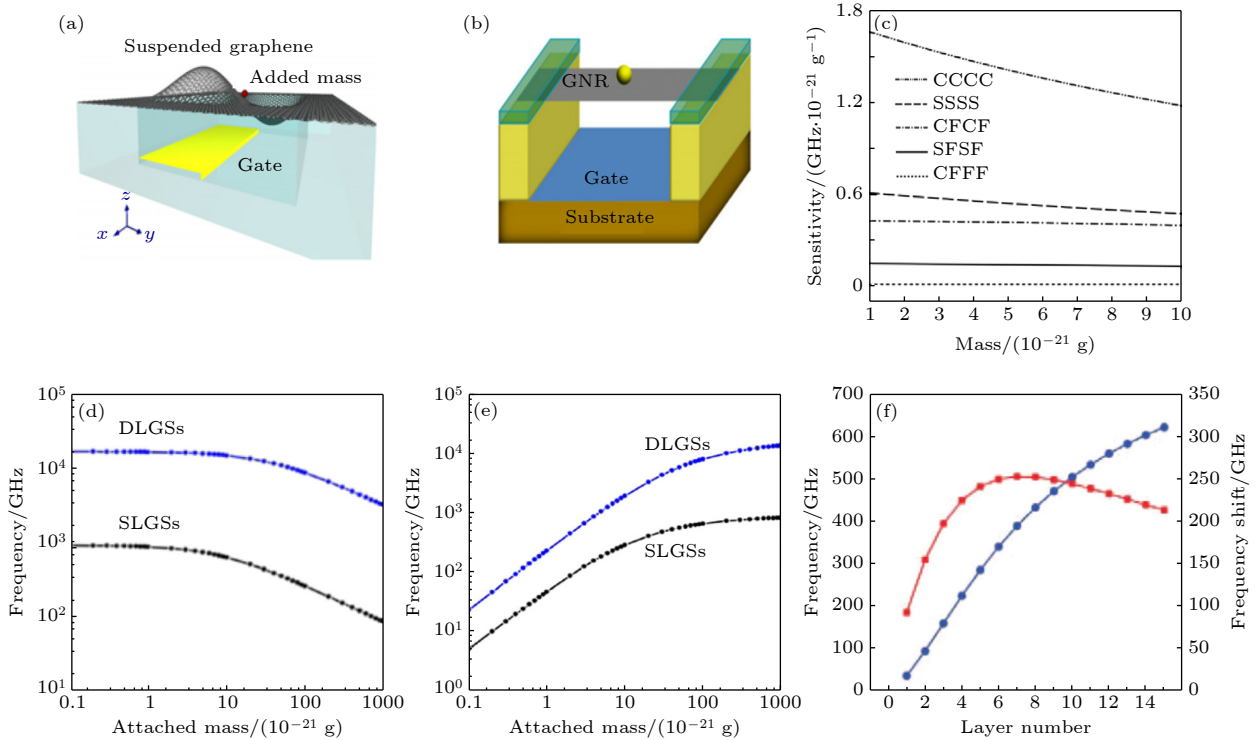 (a)
Suspended graphene
Added mass
Gate
z
x
y
(b)
GNR
Gate
Substrate
(c)
Sensitivity/(GHz·10⁻²¹ g⁻¹)
1.8
1.2
0.6
0
CCCC
SSSS
CFCF
SFSF
CFFF
1 2 3 4 5 6 7 8 9 10
Mass/(10⁻²¹ g)
(d)
Frequency/GHz
10⁵
10⁴
10³
10²
10¹
DLGSs
SLGSs
0.1 1 10 100 1000
Attached mass/(10⁻²¹ g)
(e)
Frequency/GHz
10⁵
10⁴
10³
10²
10¹
10⁰
DLGSs
SLGSs
0.1 1 10 100 1000
Attached mass/(10⁻²¹ g)
(f)
Frequency/GHz
700
600
500
400
300
200
100
0
350
300
250
200
150
100
50
0
Frequency shift/GHz
0 2 4 6 8 10 12 14
Layer number